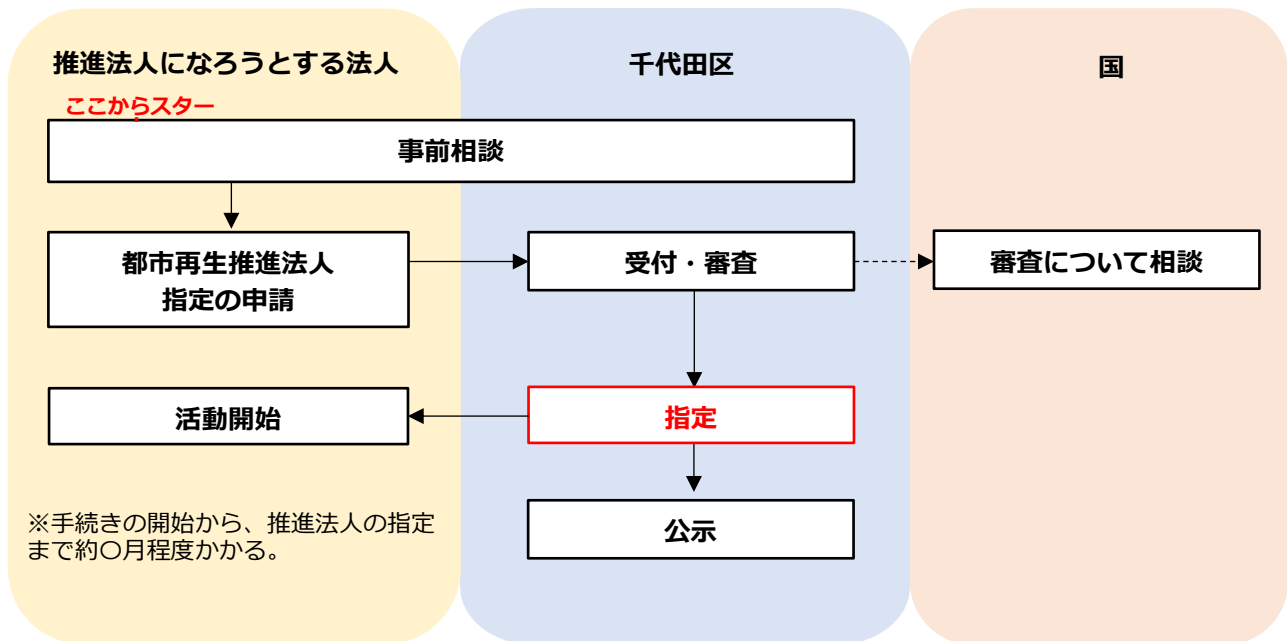 推進法人になろうとする法人
千代田区
国
ここからスター
事前相談
都市再生推進法人
指定の申請
受付・審査
審査について相談
活動開始
指定
公示
※手続きの開始から、推進法人の指定
まで約〇月程度かかる。